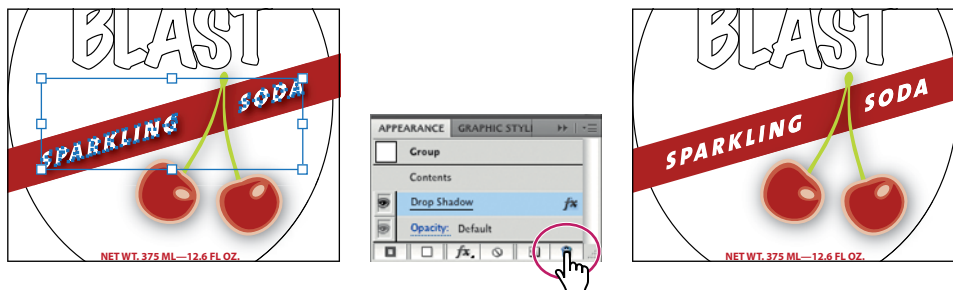 BLAST
SPARKLING SODA
NET WT. 375 ML—12.6 FL OZ.
APPEARANCE GRAPHIC STYL
Group
Contents
Drop Shadow fx
Opacity: Default
fx.
BLAST
SPARKLING SODA
NET WT. 375 ML—12.6 FL OZ.